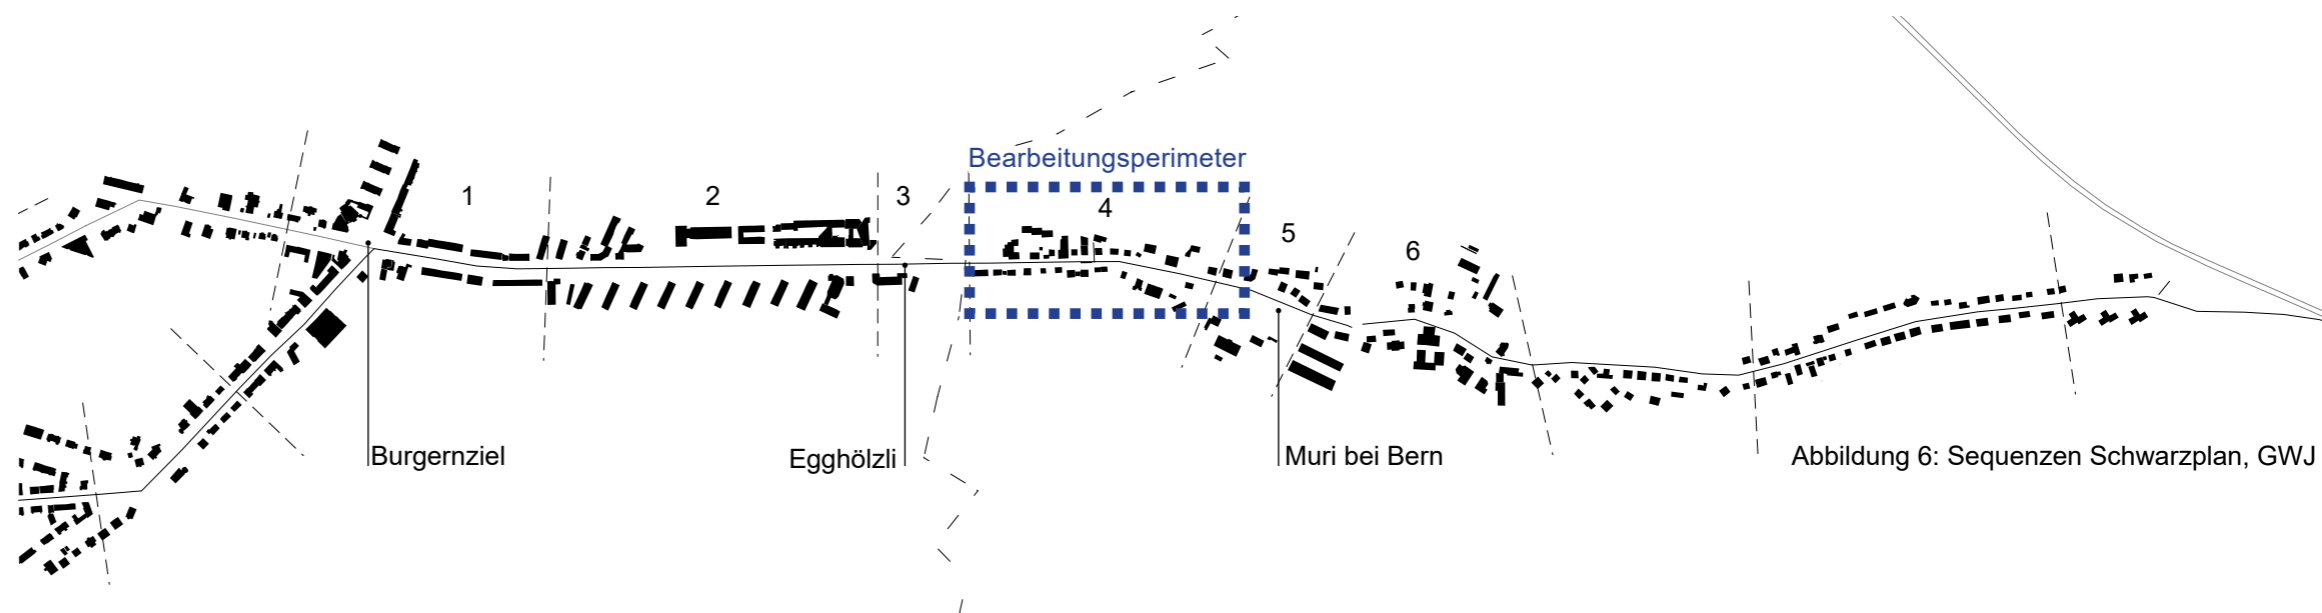 Bearbeitungsperimeter
1
2
3
4
5
6
Burgernziel
Egghölzli
Muri bei Bern
Abbildung 6: Sequenzen Schwarzplan, GWJ